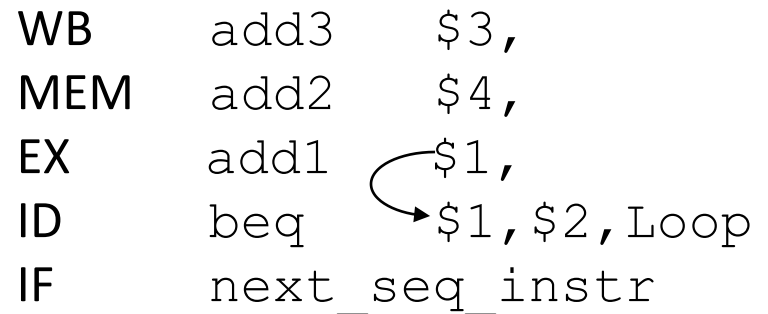 WB add3 $3,
MEM add2 $4,
EX add1 $1,
ID beq $1,$2,Loop
IF next_seq_instr